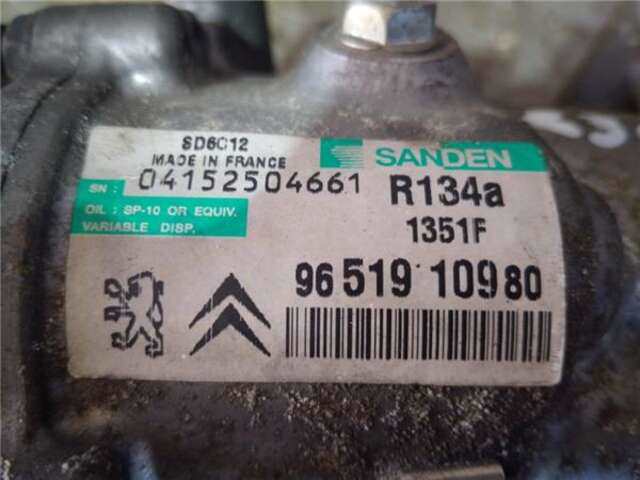 SD6C12
MADE IN FRANCE
SANDEN
SN : 04152504661
R134a
OIL : SP-10 OR EQUIV.
VARIABLE DISP.
1351F
96 519 109 80